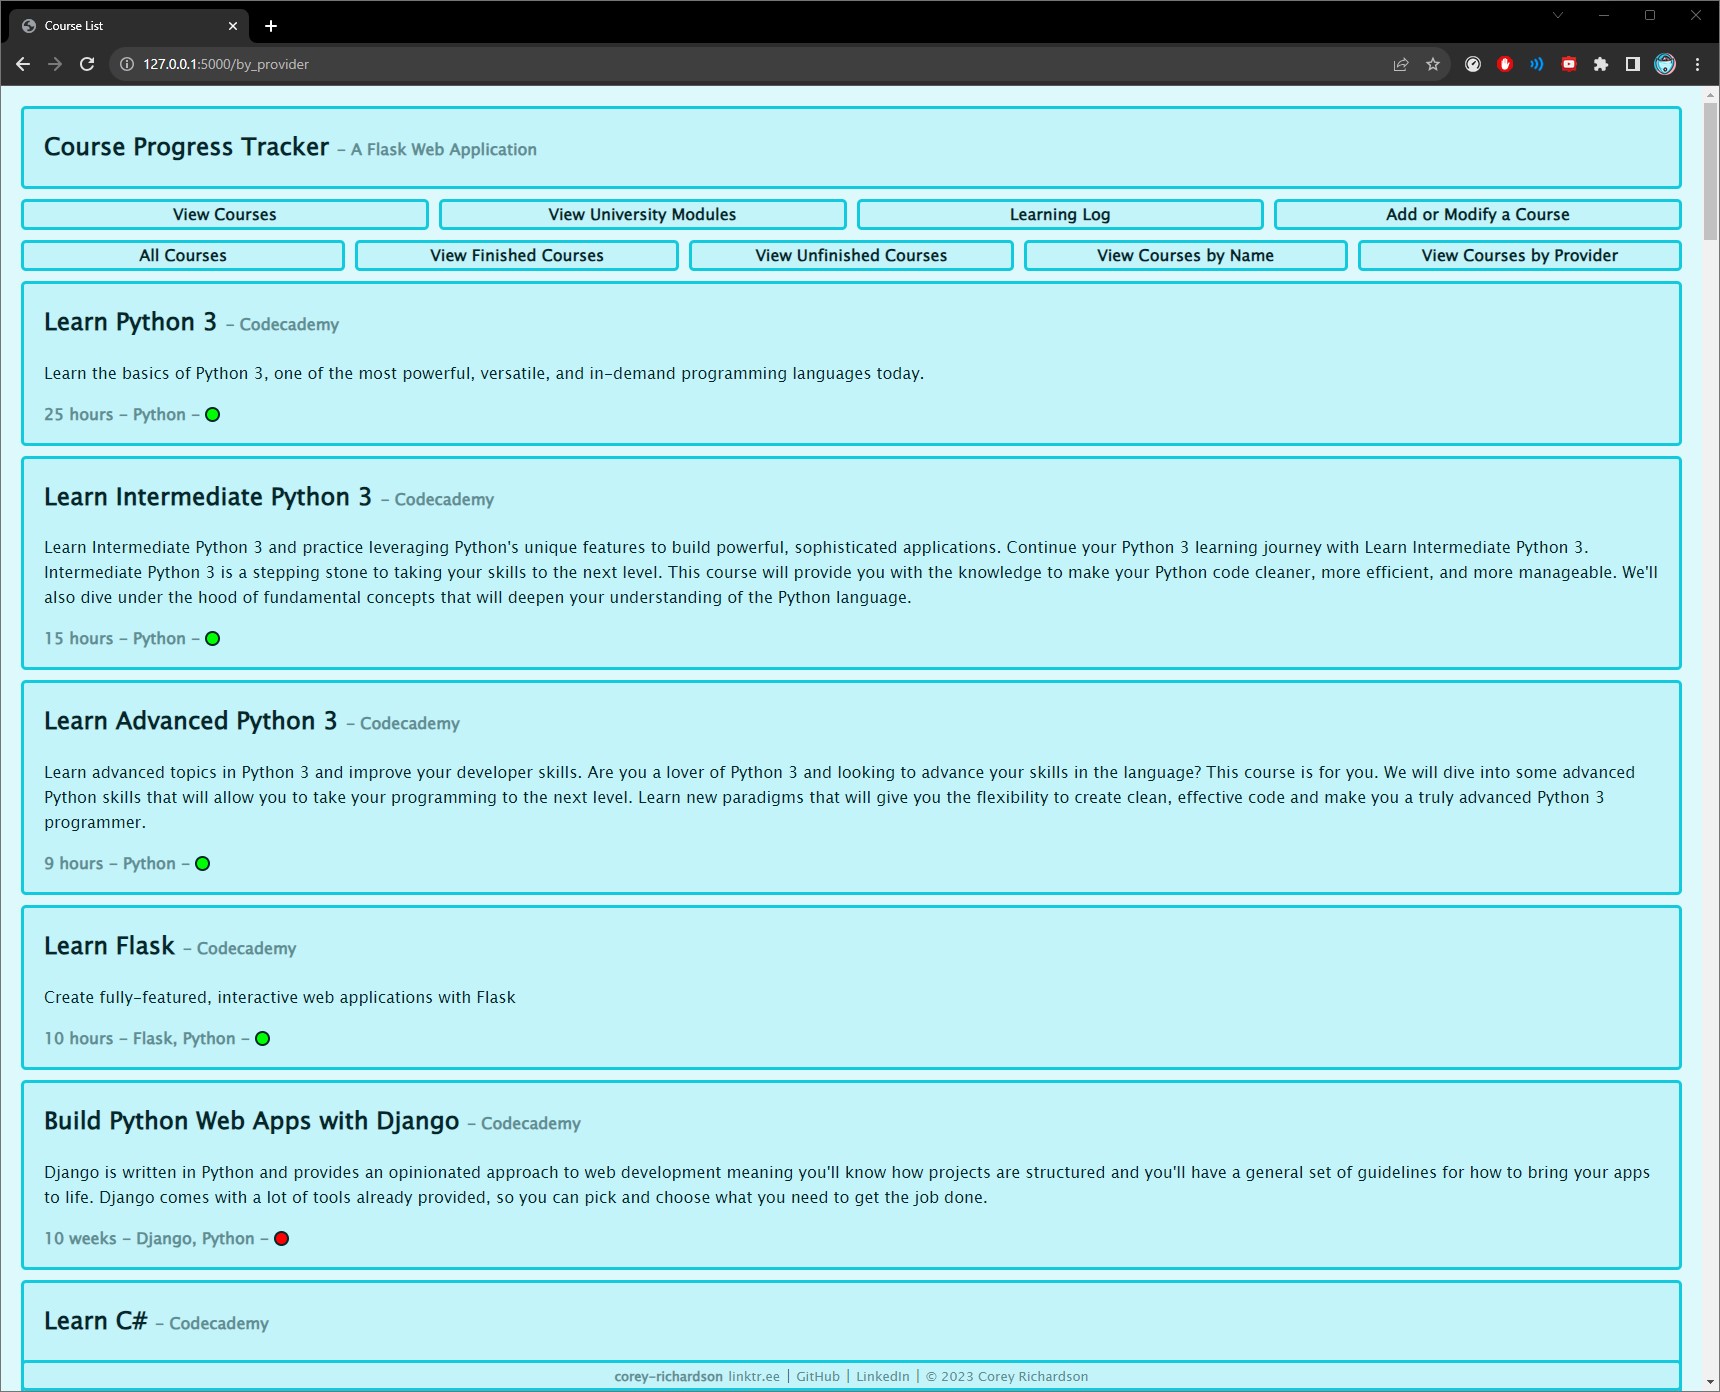 Course List
127.0.0.1:5000/by_provider
Course Progress Tracker – A Flask Web Application
View Courses
View University Modules
Learning Log
Add or Modify a Course
All Courses
View Finished Courses
View Unfinished Courses
View Courses by Name
View Courses by Provider
Learn Python 3 – Codecademy
Learn the basics of Python 3, one of the most powerful, versatile, and in-demand programming languages today.
25 hours – Python –
Learn Intermediate Python 3 – Codecademy
Learn Intermediate Python 3 and practice leveraging Python's unique features to build powerful, sophisticated applications. Continue your Python 3 learning journey with Learn Intermediate Python 3.
Intermediate Python 3 is a stepping stone to taking your skills to the next level. This course will provide you with the knowledge to make your Python code cleaner, more efficient, and more manageable. We'll
also dive under the hood of fundamental concepts that will deepen your understanding of the Python language.
15 hours – Python –
Learn Advanced Python 3 – Codecademy
Learn advanced topics in Python 3 and improve your developer skills. Are you a lover of Python 3 and looking to advance your skills in the language? This course is for you. We will dive into some advanced
Python skills that will allow you to take your programming to the next level. Learn new paradigms that will give you the flexibility to create clean, effective code and make you a truly advanced Python 3
programmer.
9 hours – Python –
Learn Flask – Codecademy
Create fully-featured, interactive web applications with Flask
10 hours – Flask, Python –
Build Python Web Apps with Django – Codecademy
Django is written in Python and provides an opinionated approach to web development meaning you'll know how projects are structured and you'll have a general set of guidelines for how to bring your apps
to life. Django comes with a lot of tools already provided, so you can pick and choose what you need to get the job done.
10 weeks – Django, Python –
Learn C# – Codecademy
corey-richardson linktr.ee | GitHub | LinkedIn | © 2023 Corey Richardson